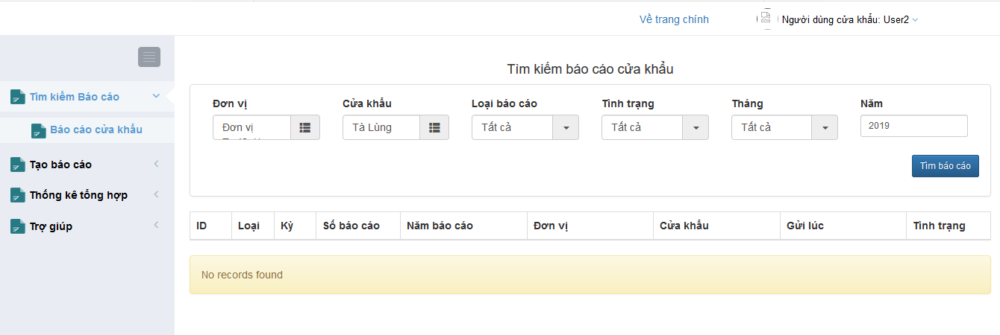 Về trang chính
Người dùng cửa khẩu: User2
Tìm kiếm Báo cáo
Báo cáo cửa khẩu
Tạo báo cáo
Thống kê tổng hợp
Trợ giúp
Tìm kiếm báo cáo cửa khẩu
Đơn vị
Cửa khẩu
Loại báo cáo
Tình trạng
Tháng
Năm
Đơn vị
Tà Lùng
Tất cả
Tất cả
Tất cả
2019
Tìm báo cáo
ID
Loại
Kỳ
Số báo cáo
Năm báo cáo
Đơn vị
Cửa khẩu
Gửi lúc
Tình trạng
No records found